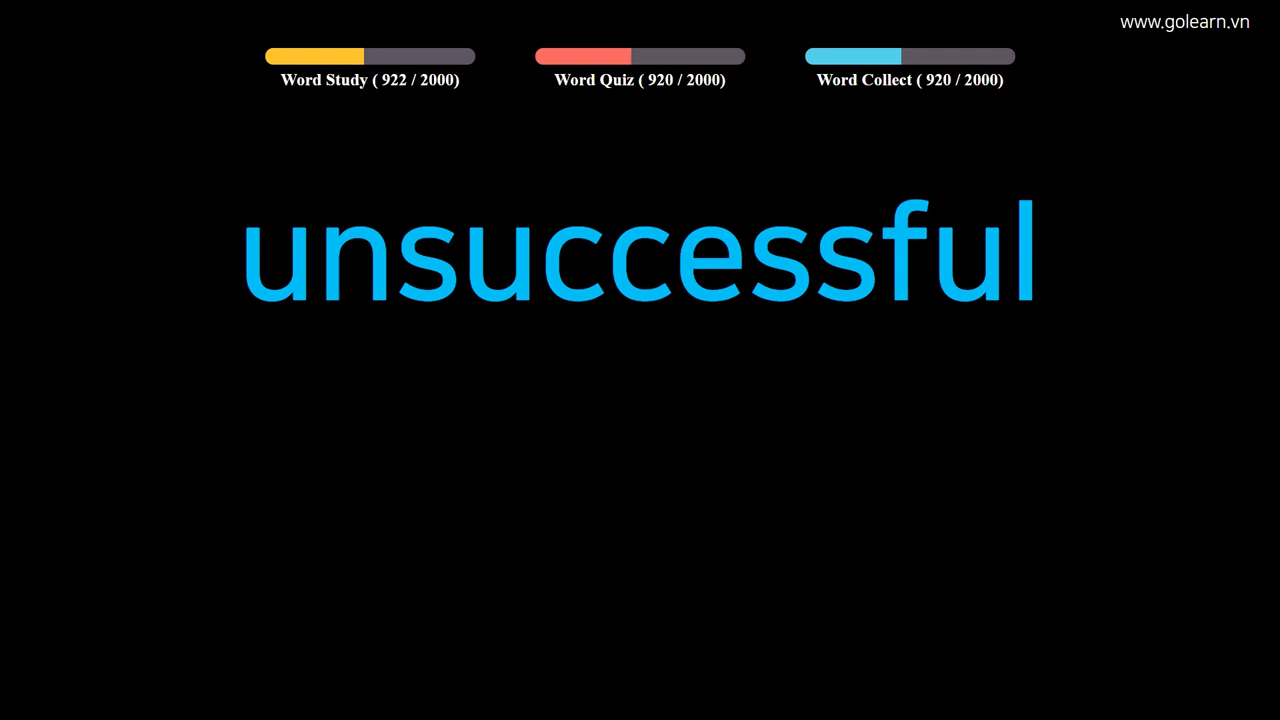 www.golearn.vn
Word Study ( 922 / 2000)
Word Quiz ( 920 / 2000)
Word Collect ( 920 / 2000)
unsuccessful